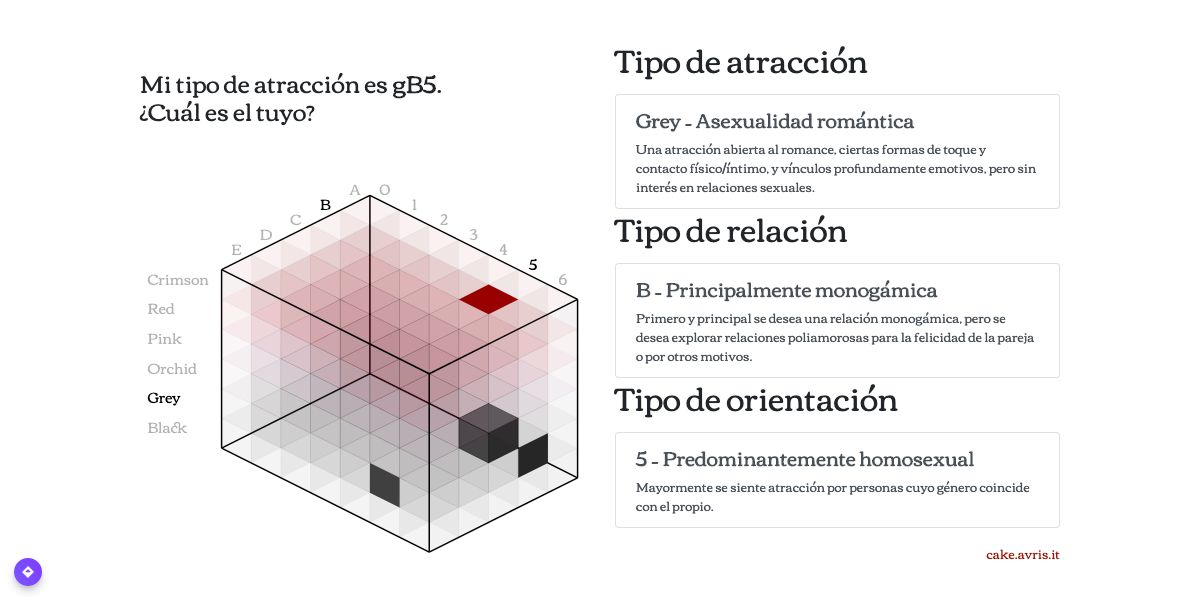 Mi tipo de atracción es gB5.
¿Cuál es el tuyo?
A
B
C
D
E
0
1
2
3
4
5
6
Crimson
Red
Pink
Orchid
Grey
Black
Tipo de atracción
Grey - Asexualidad romántica
Una atracción abierta al romance, ciertas formas de toque y
contacto físico/íntimo, y vínculos profundamente emotivos, pero sin
interés en relaciones sexuales.
Tipo de relación
B - Principalmente monogámica
Primero y principal se desea una relación monogámica, pero se
desea explorar relaciones poliamorosas para la felicidad de la pareja
o por otros motivos.
Tipo de orientación
5 - Predominantemente homosexual
Mayormente se siente atracción por personas cuyo género coincide
con el propio.
cake.avris.it